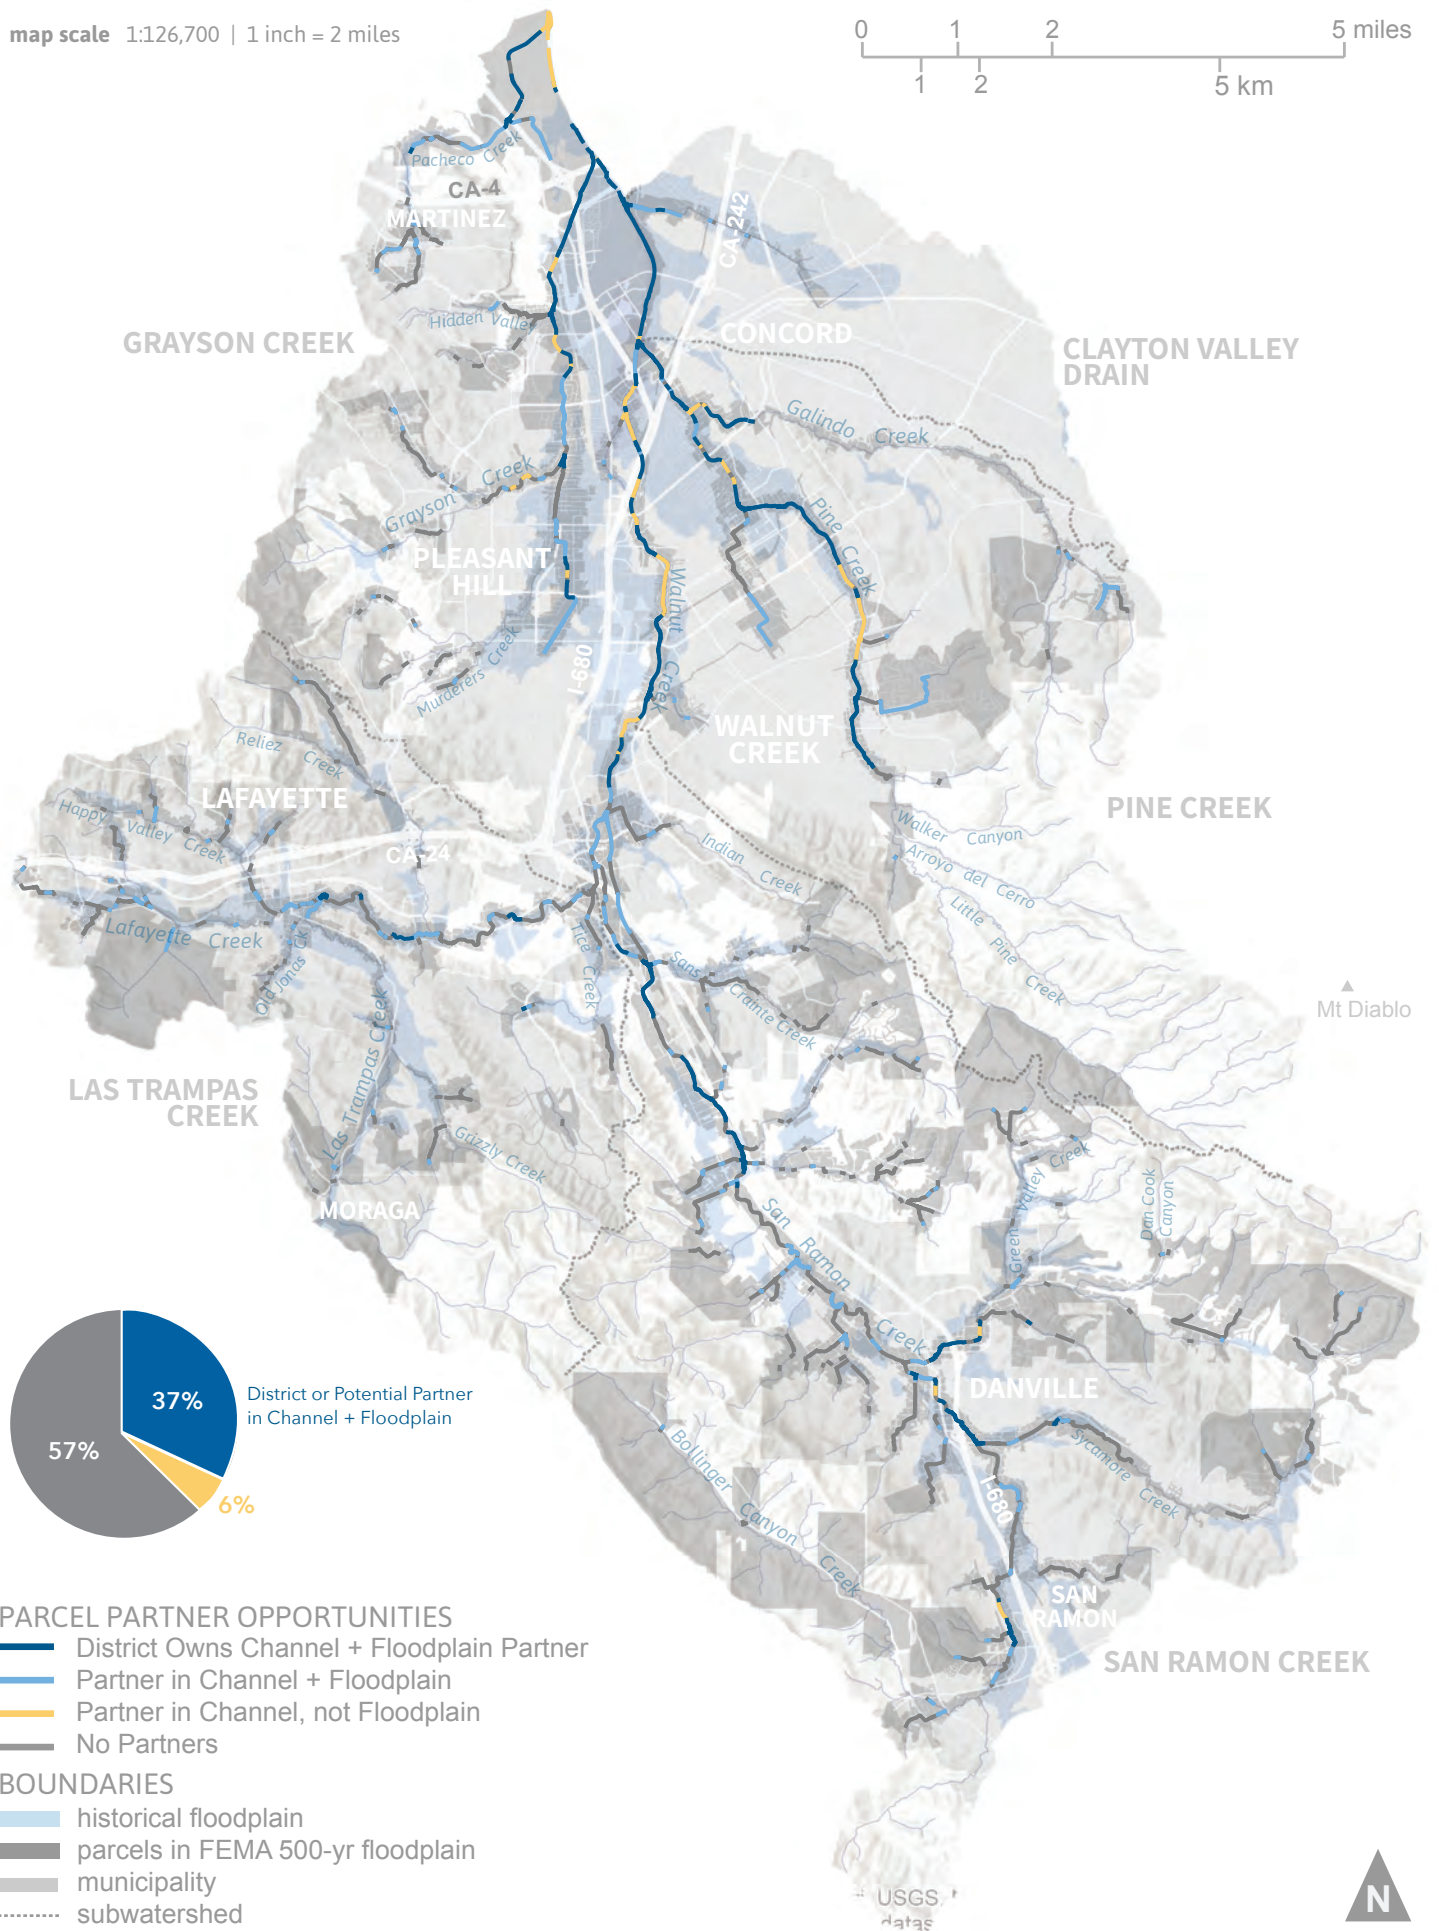 map scale 1:126,700 | 1 inch = 2 miles
0 1 2 5 miles
1 2 5 km
Pacheco Creek
CA-4
MARTINEZ
CA-242
Hidden Valley
GRAYSON CREEK
CONCORD
CLAYTON VALLEY
DRAIN
Galindo Creek
Grayson Creek
Pine Creek
PLEASANT
HILL
Walnut Creek
Murderers Creek
I-680
WALNUT
CREEK
Reliez Creek
LAFAYETTE
PINE CREEK
Happy Valley Creek
CA-24
Walker Canyon
Indian Creek
Arroyo del Cerro
Little Pine Creek
Lafayette Creek
Old Jonas Ck
Tice Creek
Sans Crainte Creek
Mt Diablo
LAS TRAMPAS
CREEK
Las Trampas Creek
Grizzly Creek
MORAGA
Green Valley Creek
Dan Cook
Canyon
San Ramon Creek
37%
57%
6%
District or Potential Partner
in Channel + Floodplain
DANVILLE
Sycamore Creek
Bollinger Canyon Creek
I-680
SAN
RAMON
SAN RAMON CREEK
PARCEL PARTNER OPPORTUNITIES
District Owns Channel + Floodplain Partner
Partner in Channel + Floodplain
Partner in Channel, not Floodplain
No Partners
BOUNDARIES
historical floodplain
parcels in FEMA 500-yr floodplain
municipality
subwatershed
USGS,
N